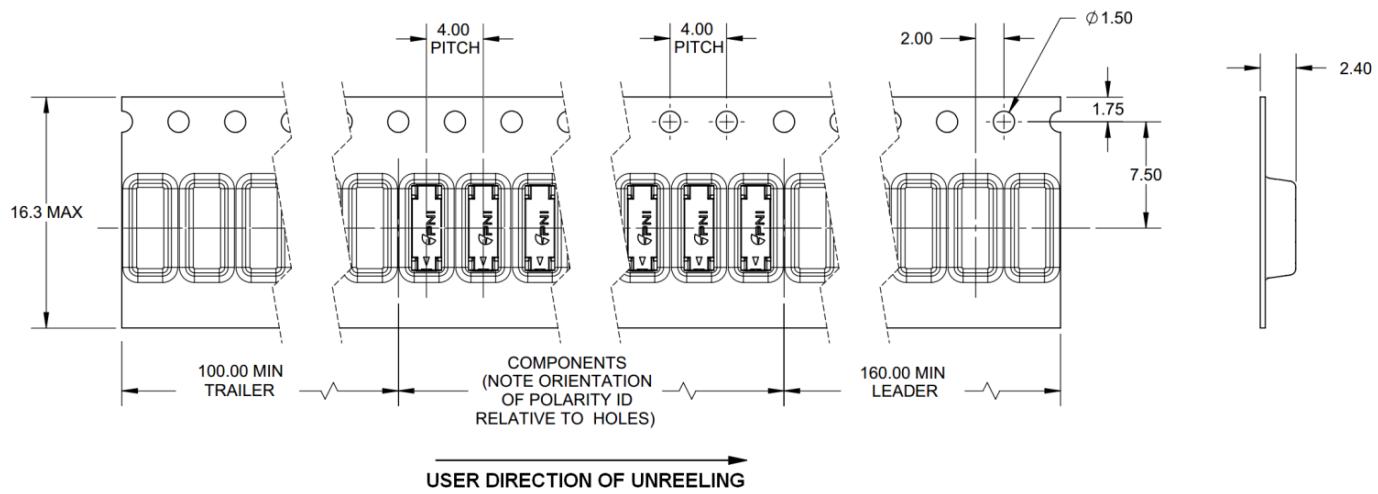 4.00
PITCH
4.00
PITCH
2.00
∅1.50
2.40
1.75
7.50
16.3 MAX
PNI
PNI
PNI
PNI
PNI
PNI
100.00 MIN
TRAILER
COMPONENTS
(NOTE ORIENTATION
OF POLARITY ID
RELATIVE TO HOLES)
160.00 MIN
LEADER
USER DIRECTION OF UNREELING